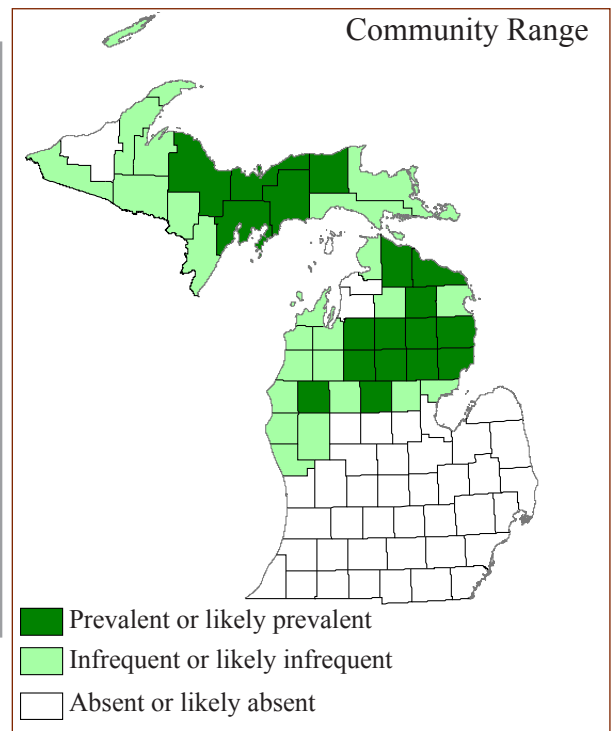 Community Range
Prevalent or likely prevalent
Infrequent or likely infrequent
Absent or likely absent